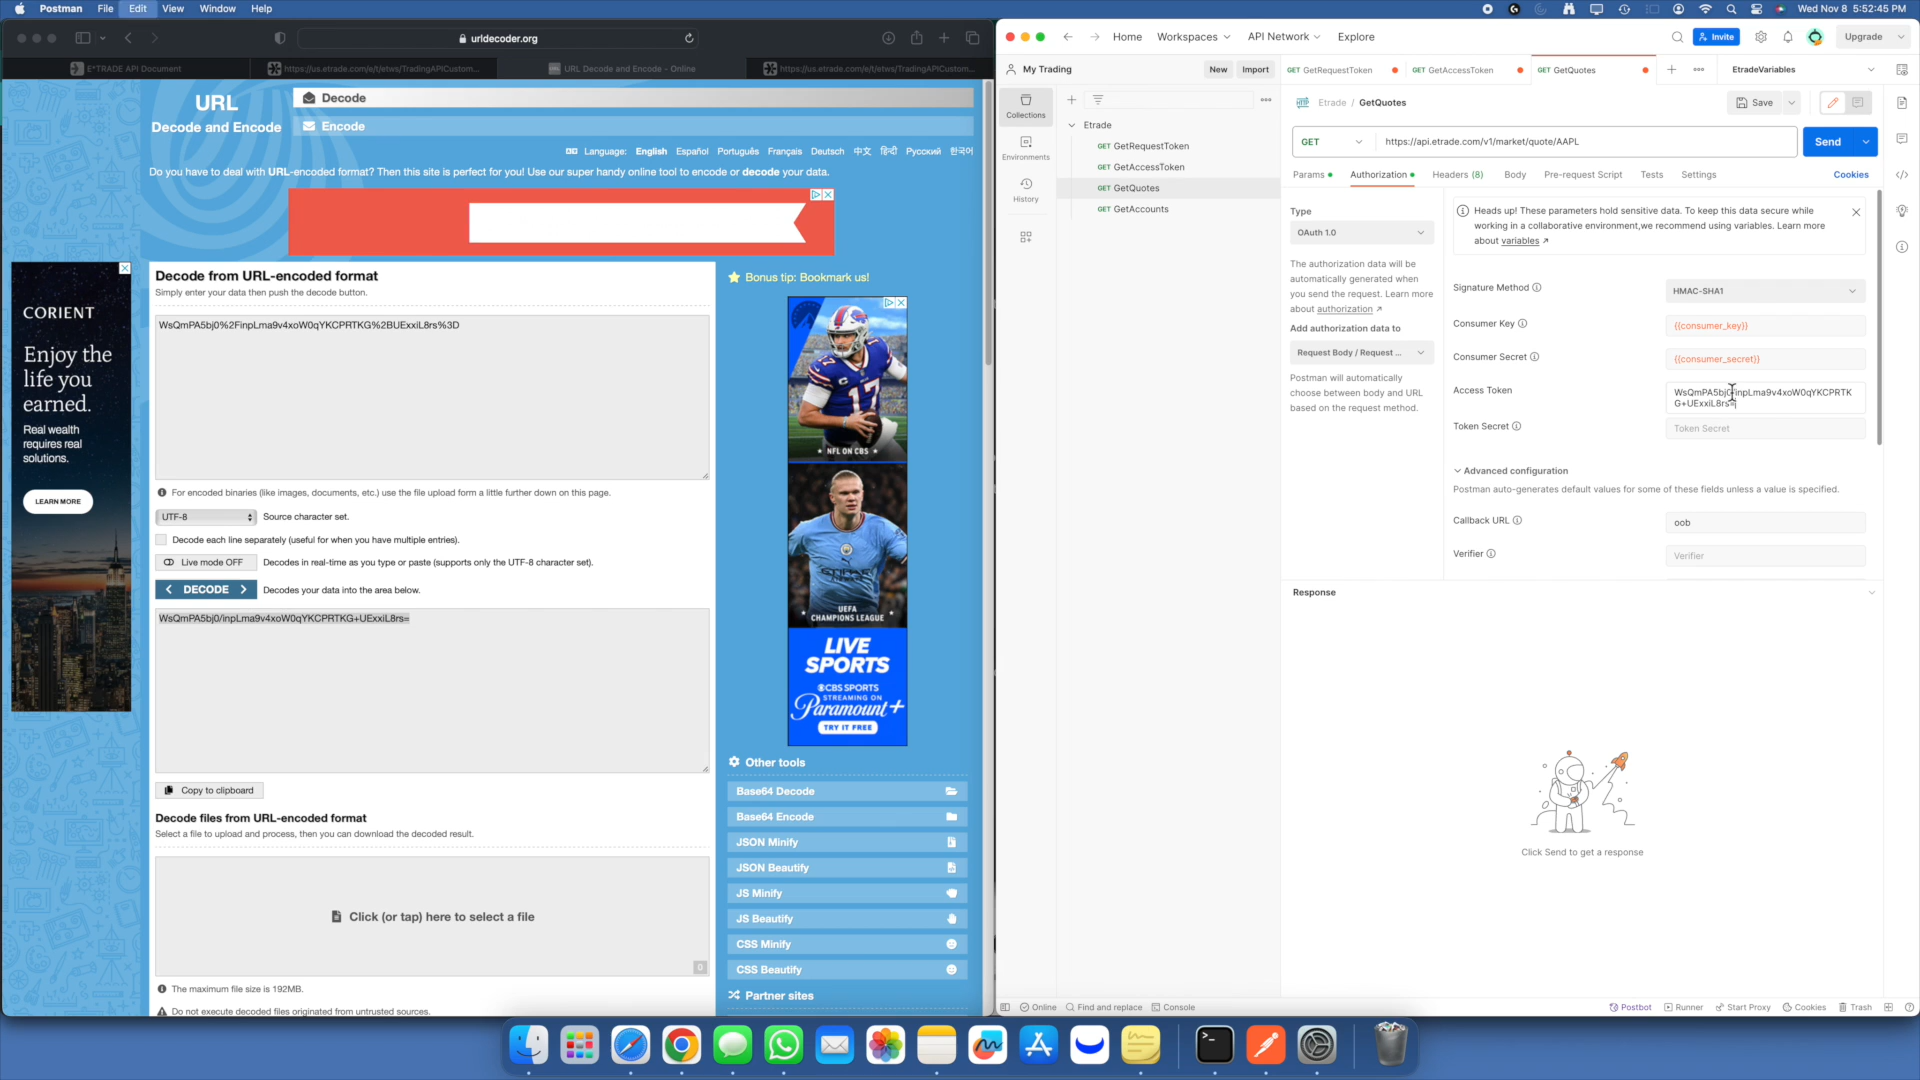 Postman File Edit View Window Help
Wed Nov 8 5:52:45 PM
urldecoder.org
E*TRADE API Document
https://us.etrade.com/e/t/etws/TradingAPICustom...
URL Decode and Encode - Online
https://us.etrade.com/e/t/etws/TradingAPICustom...
URL
Decode and Encode
Decode
Encode
Language: English Español Português Français Deutsch 中文 हिन्दी Русский 한국어
Do you have to deal with URL-encoded format? Then this site is perfect for you! Use our super handy online tool to encode or decode your data.
CORIENT
Enjoy the
life you
earned.
Real wealth
requires real
solutions.
LEARN MORE
Decode from URL-encoded format
Simply enter your data then push the decode button.
WsQmPA5bj0%2FinpLma9v4xoW0qYKCPRTKG%2BUExxiL8rs%3D
For encoded binaries (like images, documents, etc.) use the file upload form a little further down on this page.
UTF-8 Source character set.
Decode each line separately (useful for when you have multiple entries).
Live mode OFF Decodes in real-time as you type or paste (supports only the UTF-8 character set).
< DECODE > Decodes your data into the area below.
WsQmPA5bj0/inpLma9v4xoW0qYKCPRTKG+UExxiL8rs=
Copy to clipboard
Decode files from URL-encoded format
Select a file to upload and process, then you can download the decoded result.
Click (or tap) here to select a file
0
The maximum file size is 192MB.
Do not execute decoded files originated from untrusted sources.
Bonus tip: Bookmark us!
17
NFL ON CBS
UEFA
CHAMPIONS LEAGUE
LIVE
SPORTS
CBS SPORTS
STREAMING ON
Paramount+
TRY IT FREE
Other tools
Base64 Decode
Base64 Encode
JSON Minify
JSON Beautify
JS Minify
JS Beautify
CSS Minify
CSS Beautify
Partner sites
Home Workspaces API Network Explore
Invite
Upgrade
My Trading
New Import
GET GetRequestToken
GET GetAccessToken
GET GetQuotes
EtradeVariables
Collections
Environments
History
Etrade
GET GetRequestToken
GET GetAccessToken
GET GetQuotes
GET GetAccounts
HTTP Etrade / GetQuotes
Save
GET
https://api.etrade.com/v1/market/quote/AAPL
Send
Params Authorization Headers (8) Body Pre-request Script Tests Settings
Cookies
Type
OAuth 1.0
The authorization data will be
automatically generated when
you send the request. Learn more
about authorization ↗
Add authorization data to
Request Body / Request ...
Postman will automatically
choose between body and URL
based on the request method.
Heads up! These parameters hold sensitive data. To keep this data secure while
working in a collaborative environment,we recommend using variables. Learn more
about variables ↗
Signature Method
HMAC-SHA1
Consumer Key
{{consumer_key}}
Consumer Secret
{{consumer_secret}}
Access Token
WsQmPA5bj0/inpLma9v4xoW0qYKCPRTK
G+UExxiL8rs=
Token Secret
Token Secret
Advanced configuration
Postman auto-generates default values for some of these fields unless a value is specified.
Callback URL
oob
Verifier
Verifier
Response
Click Send to get a response
Online Find and replace Console
Postbot Runner Start Proxy Cookies Trash